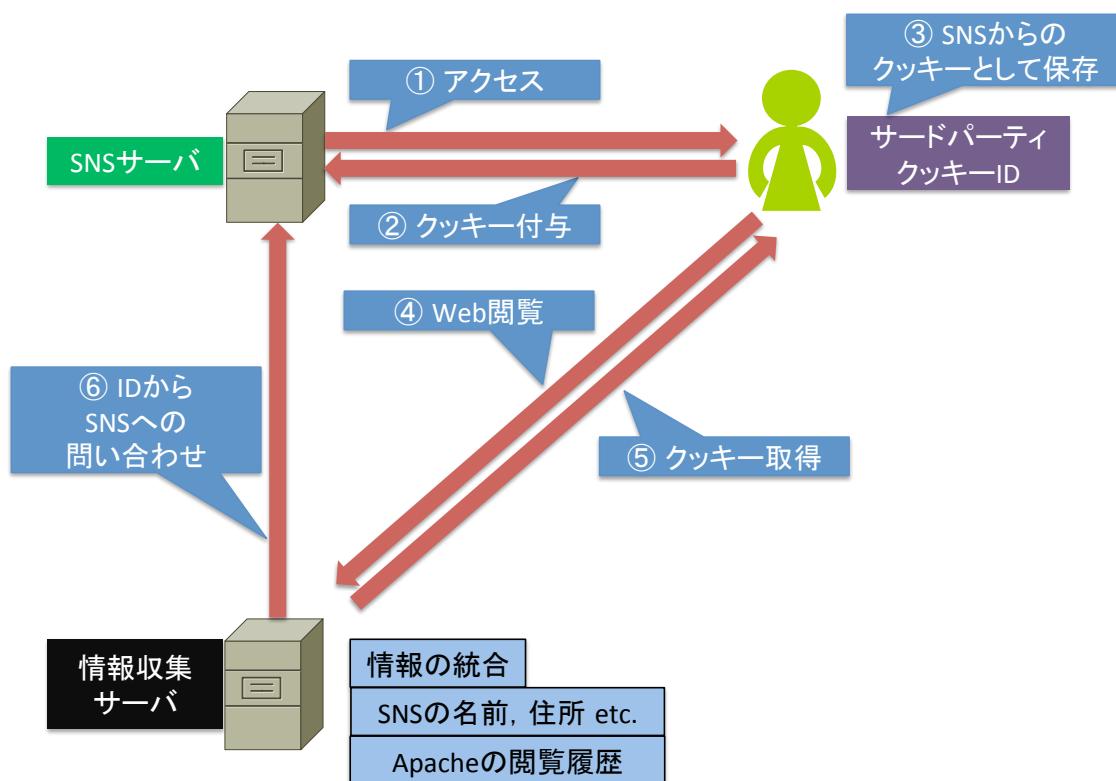 ① アクセス
③ SNSからの
クッキーとして保存
SNSサーバ
サードパーティ
クッキーID
② クッキー付与
④ Web閲覧
⑥ IDから
SNSへの
問い合わせ
⑤ クッキー取得
情報収集
サーバ
情報の統合
SNSの名前，住所 etc.
Apacheの閲覧履歴